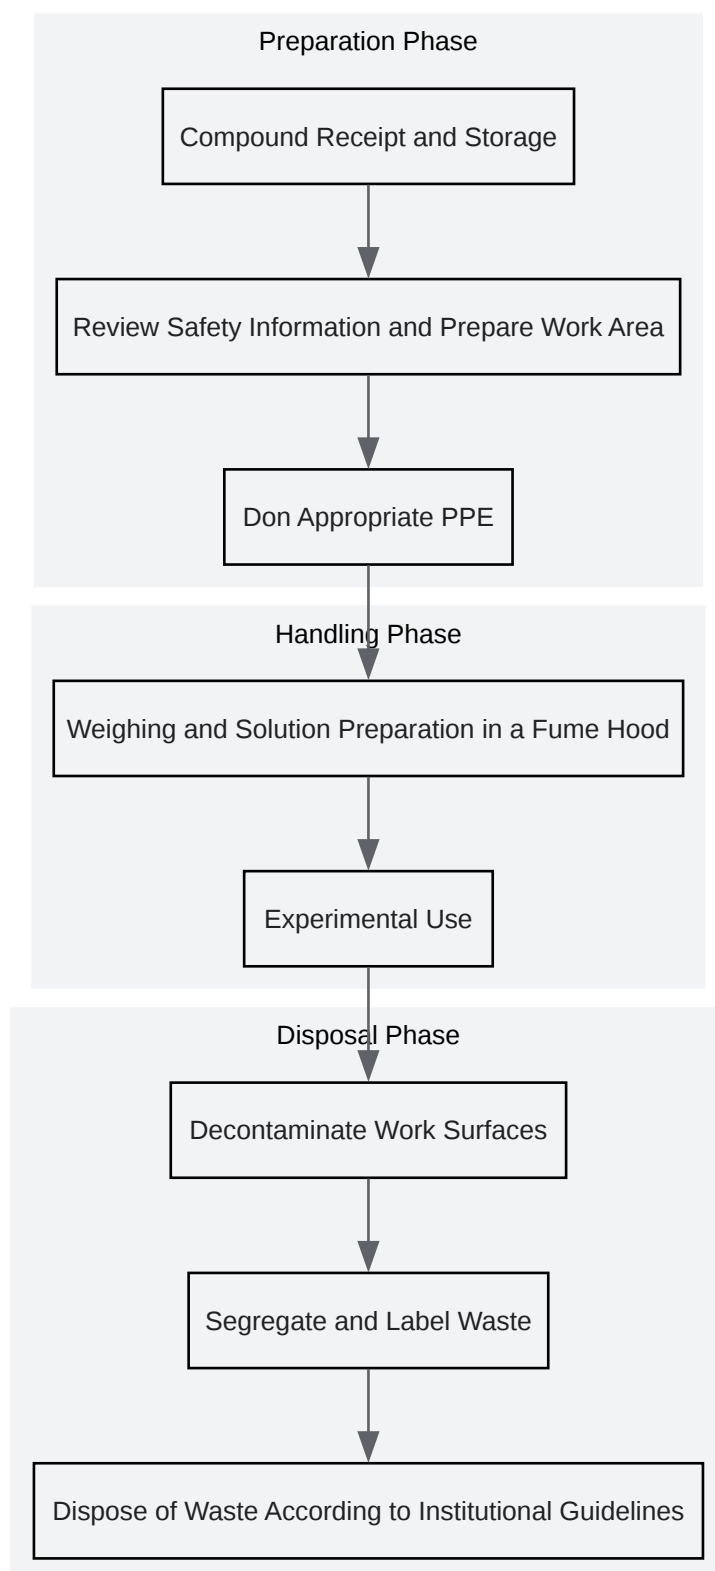 Preparation Phase
Compound Receipt and Storage
Review Safety Information and Prepare Work Area
Don Appropriate PPE
Handling Phase
Weighing and Solution Preparation in a Fume Hood
Experimental Use
Disposal Phase
Decontaminate Work Surfaces
Segregate and Label Waste
Dispose of Waste According to Institutional Guidelines